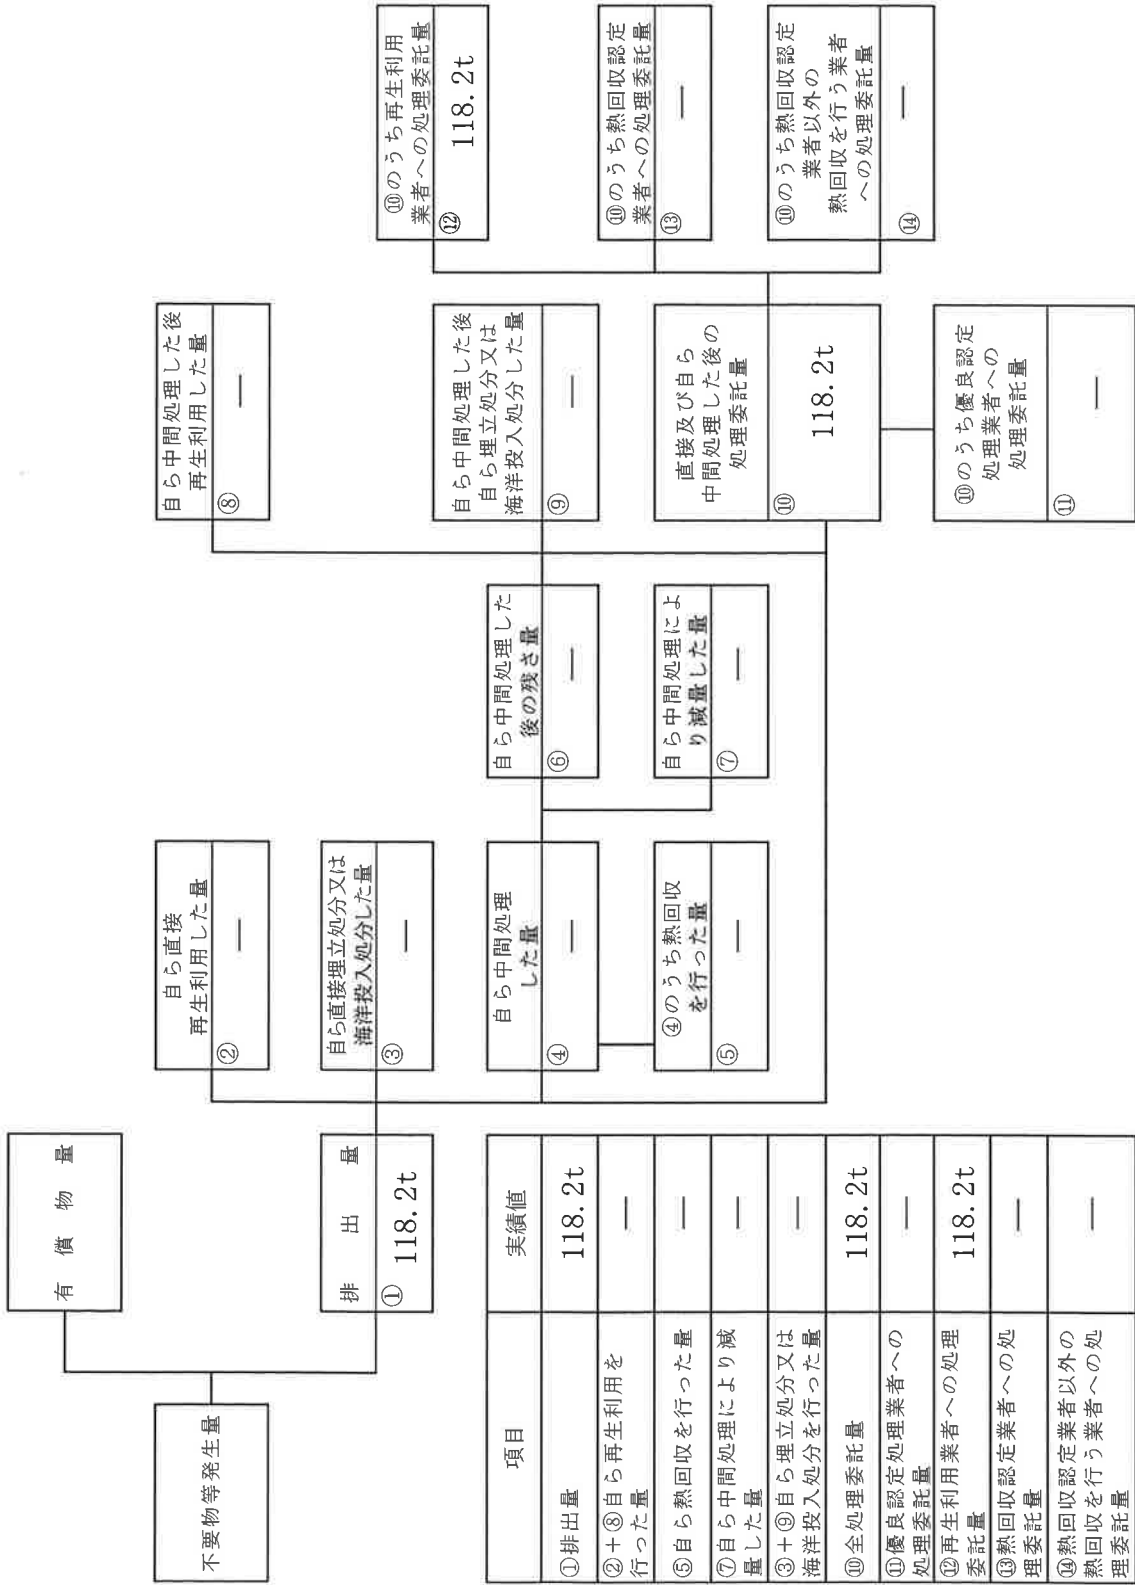 不要物等発生量
有償物量
排出量
① 118.2t
自ら直接
再生利用した量
② —
自ら直接埋立処分又は
海洋投入処分した量
③ —
自ら中間処理
した量
④ —
④のうち熱回収
を行った量
⑤ —
自ら中間処理した
後の残さ量
⑥ —
自ら中間処理によ
り減量した量
⑦ —
自ら中間処理した後
再生利用した量
⑧ —
自ら中間処理した後
自ら埋立処分又は
海洋投入処分した量
⑨ —
直接及び自ら
中間処理した後の
処理委託量
⑩ 118.2t
⑩のうち優良認定
処理業者への
処理委託量
⑪ —
⑩のうち再生利用
業者への処理委託量
⑫ 118.2t
⑩のうち熱回収認定
業者への処理委託量
⑬ —
⑩のうち熱回収認定
業者以外の
熱回収を行う業者
への処理委託量
⑭ —
項目 実績値
①排出量 118.2t
②+⑧自ら再生利用を
行った量 —
⑤自ら熱回収を行った量 —
⑦自ら中間処理により減
量した量 —
③+⑨自ら埋立処分又は
海洋投入処分を行った量 —
⑩全処理委託量 118.2t
⑪優良認定処理業者への
処理委託量 —
⑫再生利用業者への処理
委託量 118.2t
⑬熱回収認定業者への処
理委託量 —
⑭熱回収認定業者以外の
熱回収を行う業者への処
理委託量 —